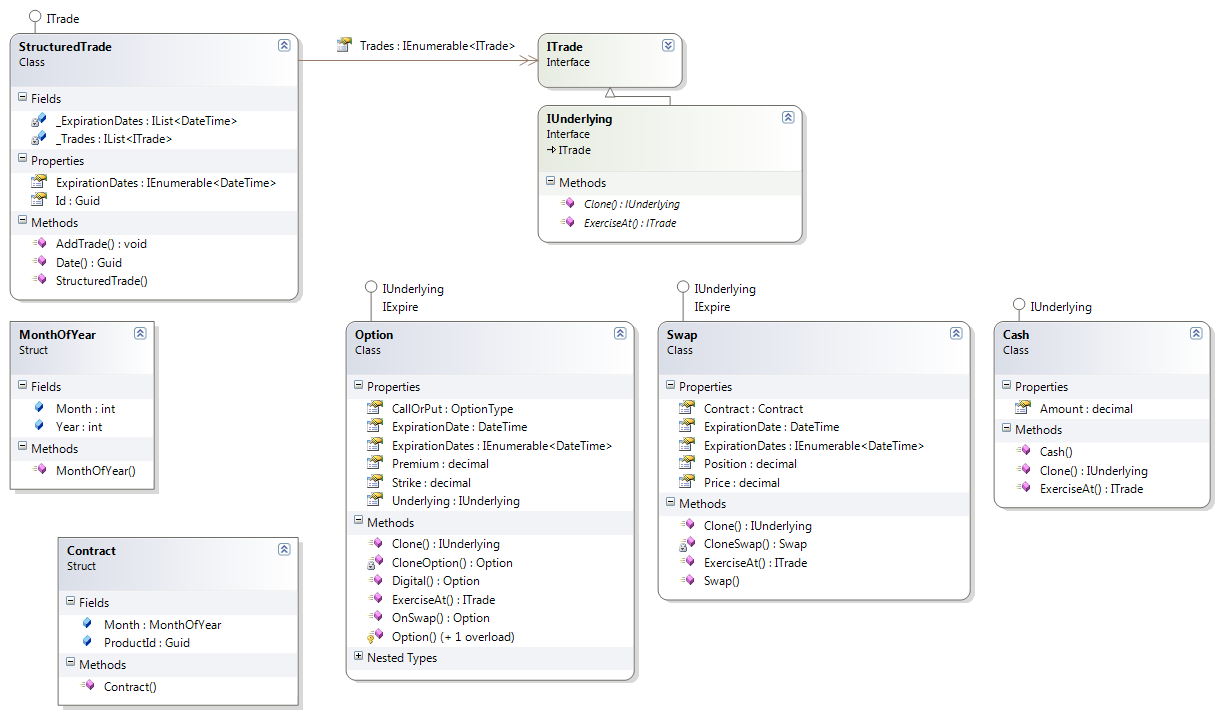 ITrade
StructuredTrade
Class
Fields
_ExpirationDates : IList<DateTime>
_Trades : IList<ITrade>
Properties
ExpirationDates : IEnumerable<DateTime>
Id : Guid
Methods
AddTrade() : void
Date() : Guid
StructuredTrade()
Trades : IEnumerable<ITrade>
ITrade
Interface
IUnderlying
Interface
ITrade
Methods
Clone() : IUnderlying
ExerciseAt() : ITrade
MonthOfYear
Struct
Fields
Month : int
Year : int
Methods
MonthOfYear()
Contract
Struct
Fields
Month : MonthOfYear
ProductId : Guid
Methods
Contract()
IUnderlying
IExpire
Option
Class
Properties
CallOrPut : OptionType
ExpirationDate : DateTime
ExpirationDates : IEnumerable<DateTime>
Premium : decimal
Strike : decimal
Underlying : IUnderlying
Methods
Clone() : IUnderlying
CloneOption() : Option
Digital() : Option
ExerciseAt() : ITrade
OnSwap() : Option
Option() (+ 1 overload)
Nested Types
IUnderlying
IExpire
Swap
Class
Properties
Contract : Contract
ExpirationDate : DateTime
ExpirationDates : IEnumerable<DateTime>
Position : decimal
Price : decimal
Methods
Clone() : IUnderlying
CloneSwap() : Swap
ExerciseAt() : ITrade
Swap()
IUnderlying
Cash
Class
Properties
Amount : decimal
Methods
Cash()
Clone() : IUnderlying
ExerciseAt() : ITrade